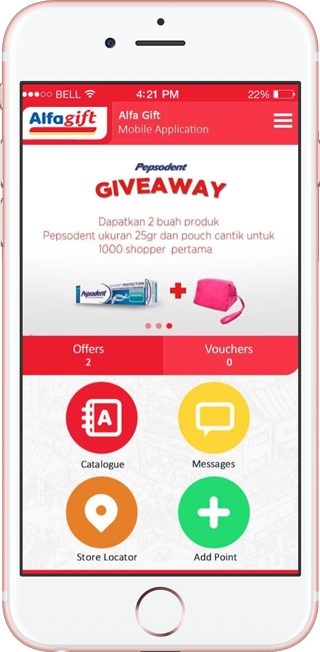 BELL 4:21 PM 22%
Alfagift
Alfa Gift
Mobile Application
Pepsodent
GIVEAWAY
Dapatkan 2 buah produk
Pepsodent ukuran 25gr dan pouch cantik untuk
1000 shopper pertama
Pepsodent
Offers
2
Vouchers
0
A
Catalogue
Messages
Store Locator
Add Point